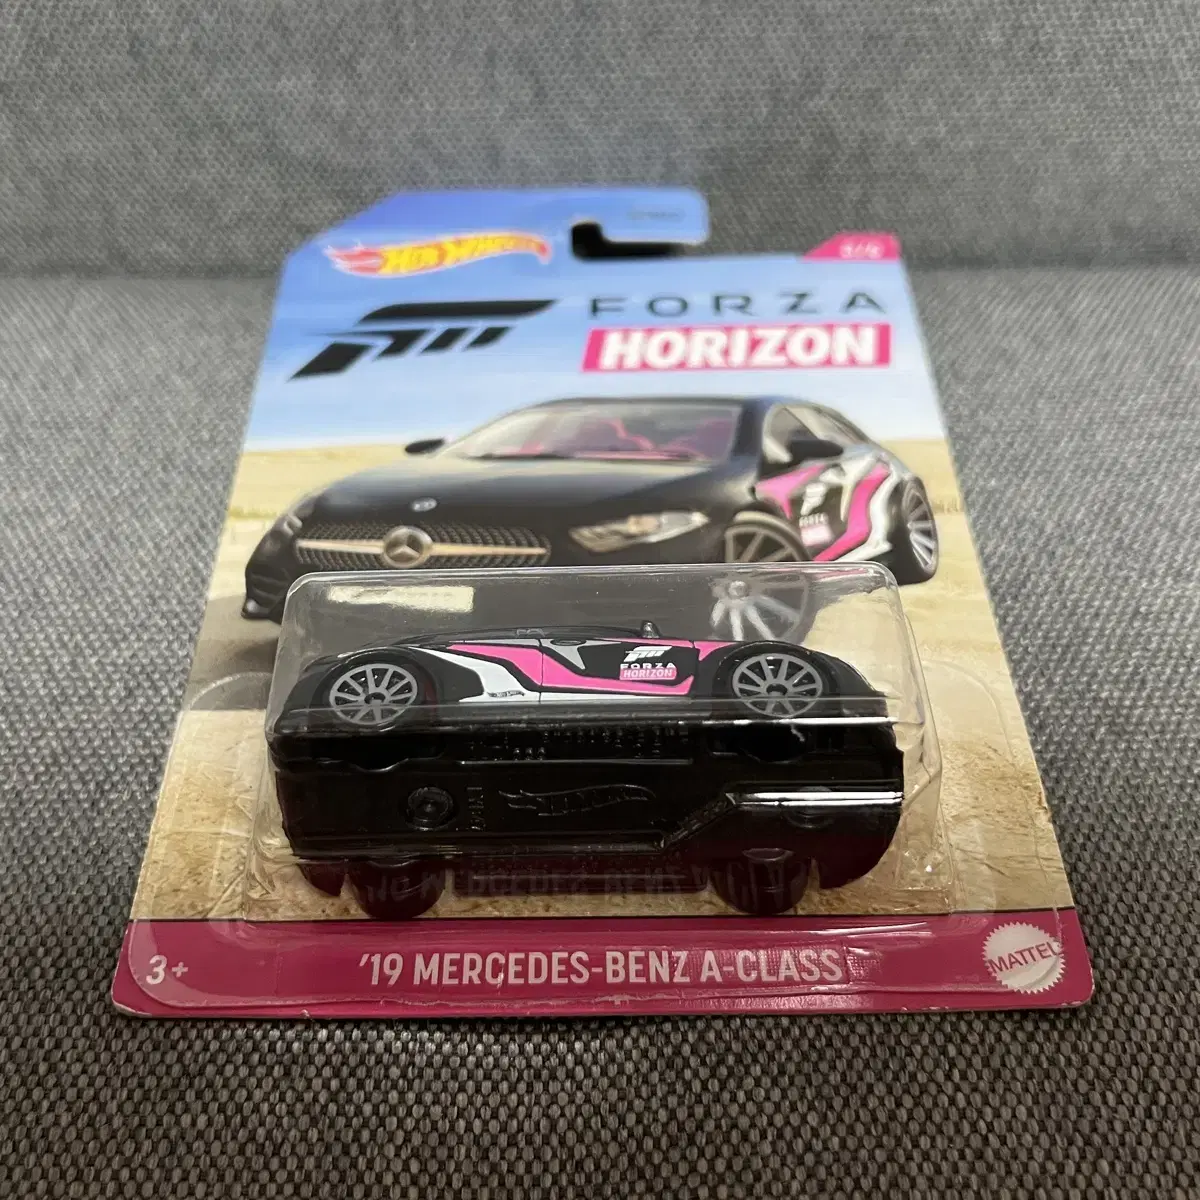 HOT WHEELS
FORZA
HORIZON
FORZA
HORIZON
3+
'19 MERCEDES-BENZ A-CLASS
MATTEL